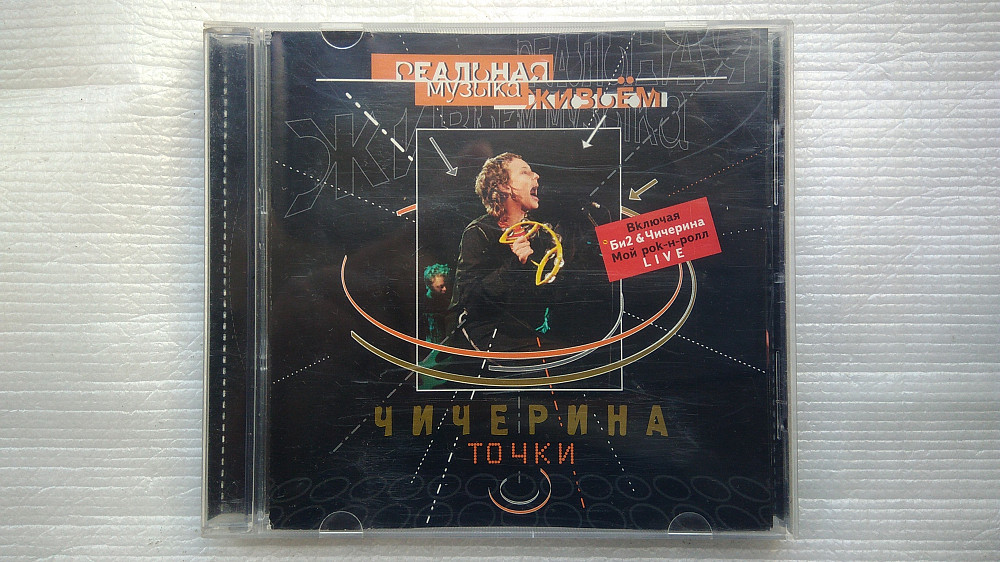 РЕАЛЬНАЯ
музыка
ЖИВЬЁМ
Включая
Би2 & Чичерина
Мой рок-н-ролл
LIVE
ЧИЧЕРИНА
ТОЧКИ